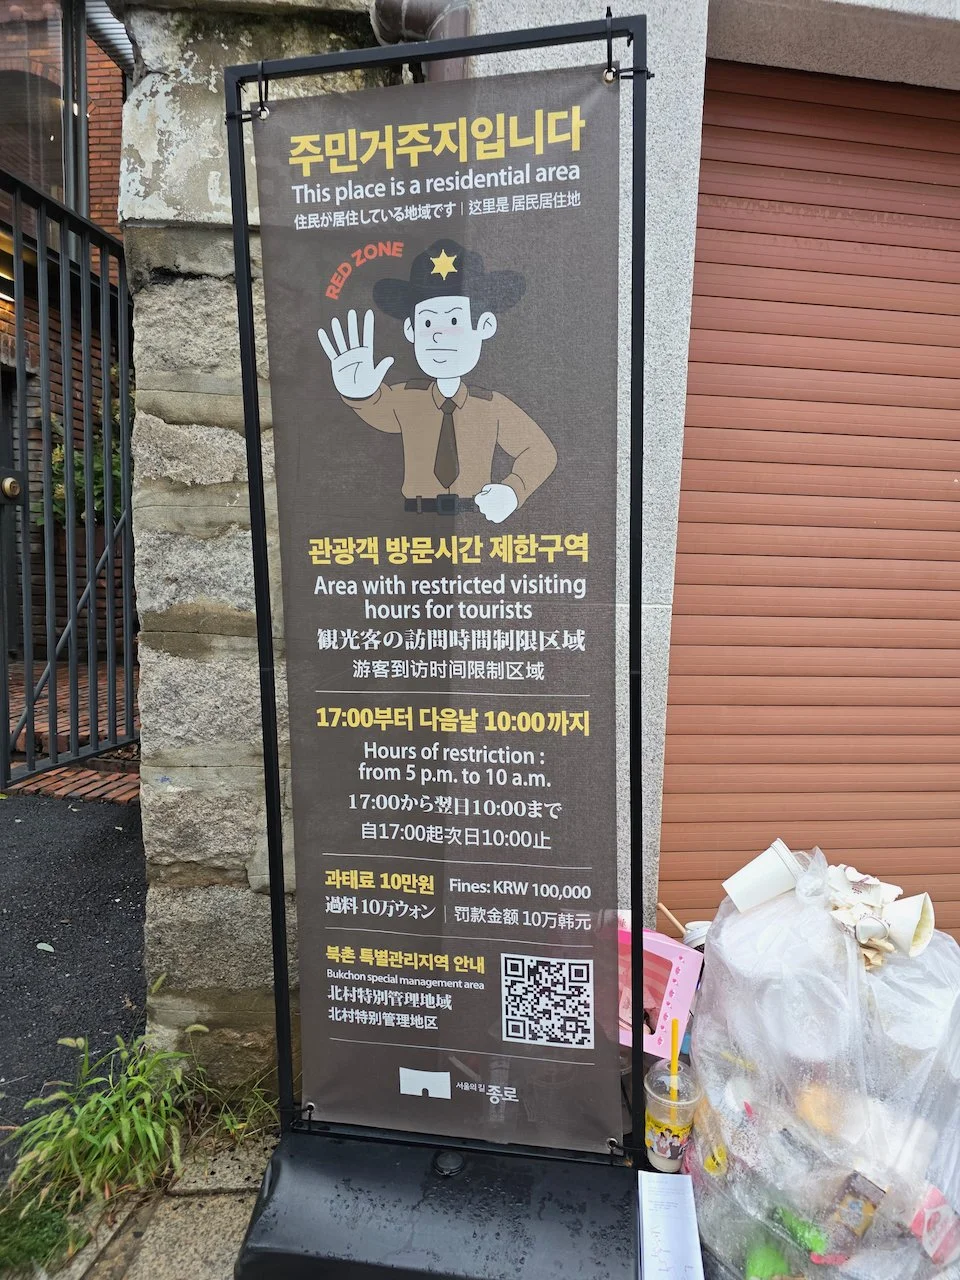 주민거주지입니다
This place is a residential area
住民が居住している地域です | 这里是 居民居住地
RED ZONE
관광객 방문시간 제한구역
Area with restricted visiting
hours for tourists
観光客の訪問時間制限区域
游客到访时间限制区域
17:00부터 다음날 10:00까지
Hours of restriction :
from 5 p.m. to 10 a.m.
17:00から翌日10:00まで
自17:00起次日10:00止
과태료 10만원 Fines: KRW 100,000
過料 10万ウォン | 罚款金额 10万韩元
북촌 특별관리지역 안내
Bukchon special management area
北村特別管理地域
北村特别管理地区
서울의 길 종로